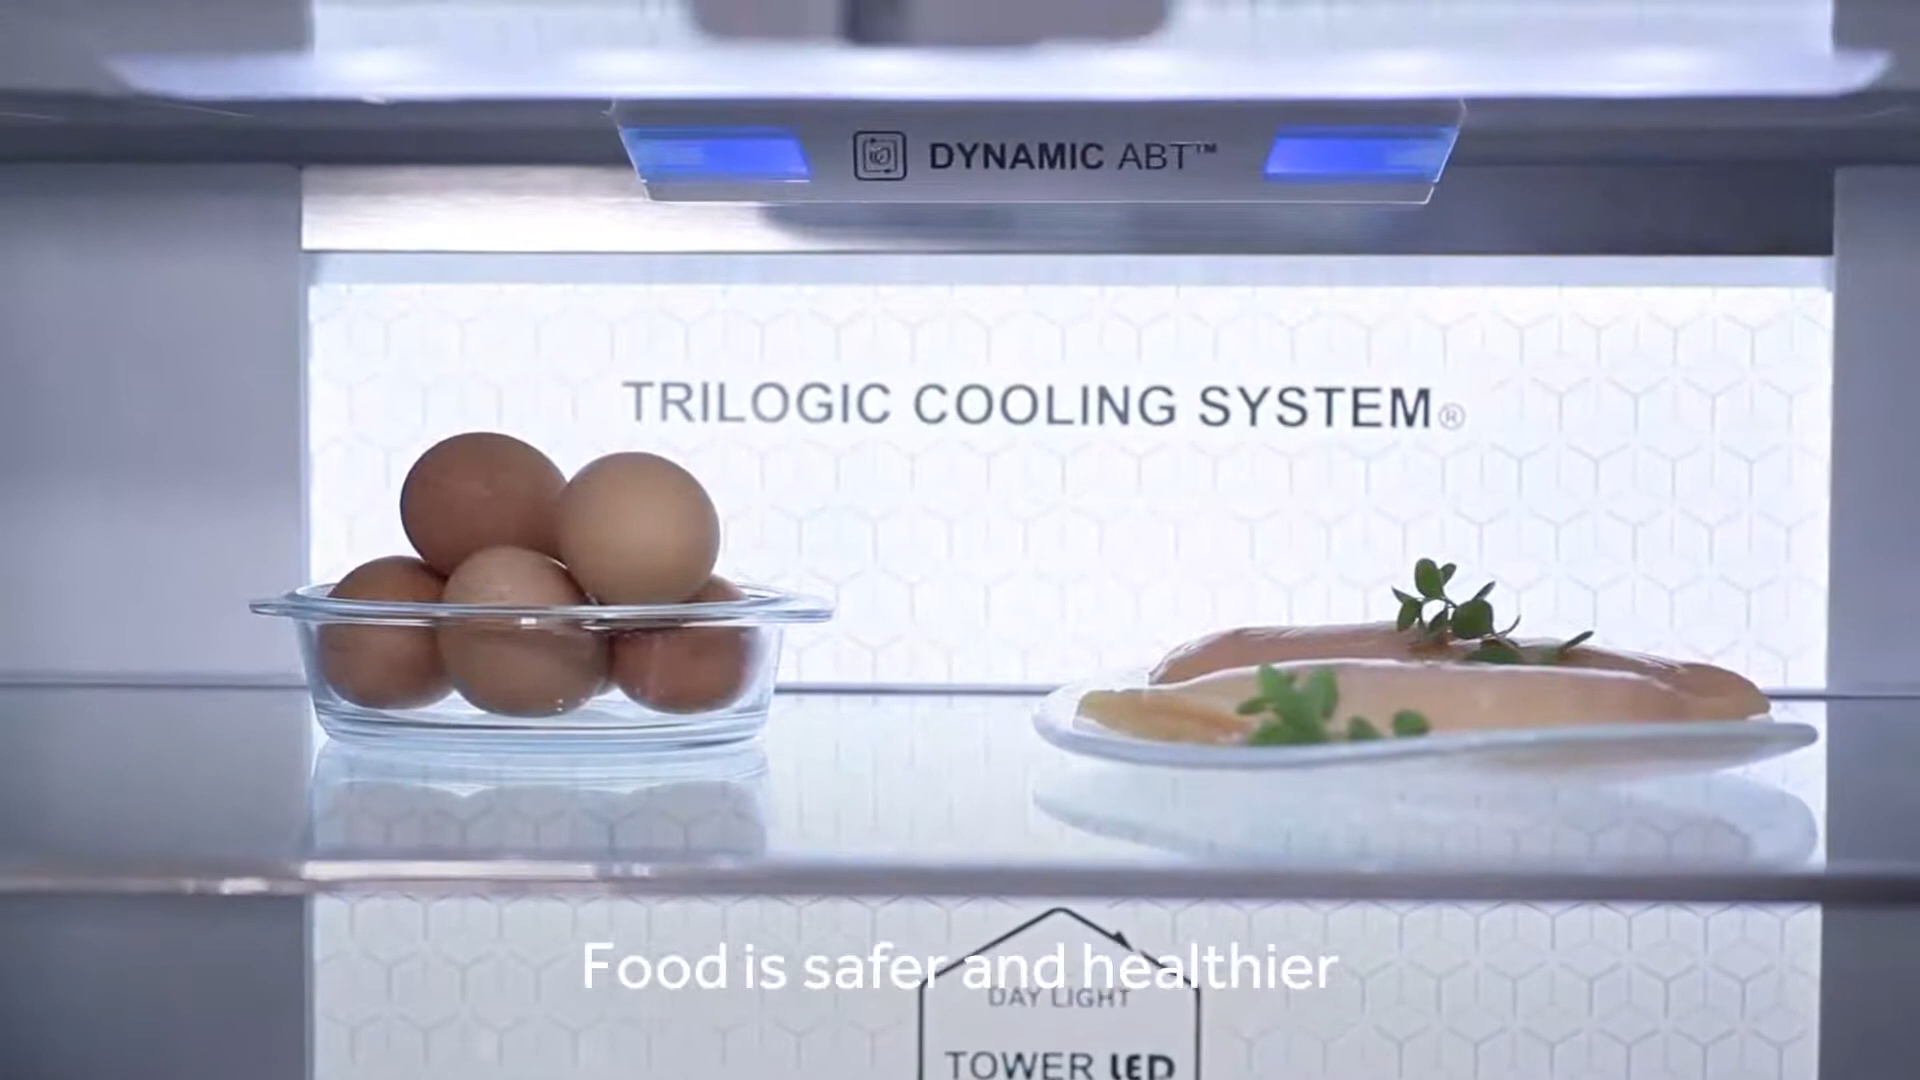 DYNAMIC ABT™
TRILOGIC COOLING SYSTEM®
Food is safer and healthier
DAY LIGHT
TOWER LED